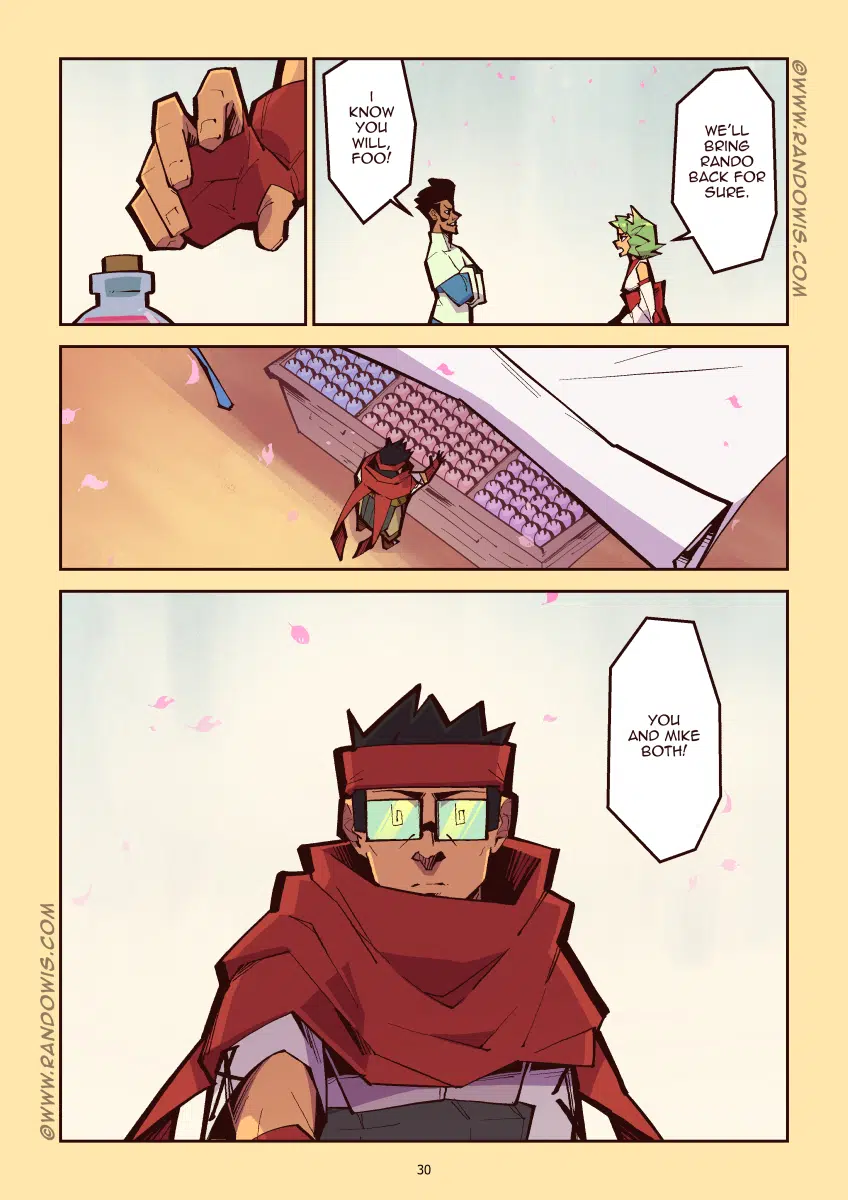 I
KNOW
YOU
WILL,
FOO!
WE'LL
BRING
RANDO
BACK FOR
SURE.
©WWW.RANDOWIS.COM
YOU
AND MIKE
BOTH!
©WWW.RANDOWIS.COM
30